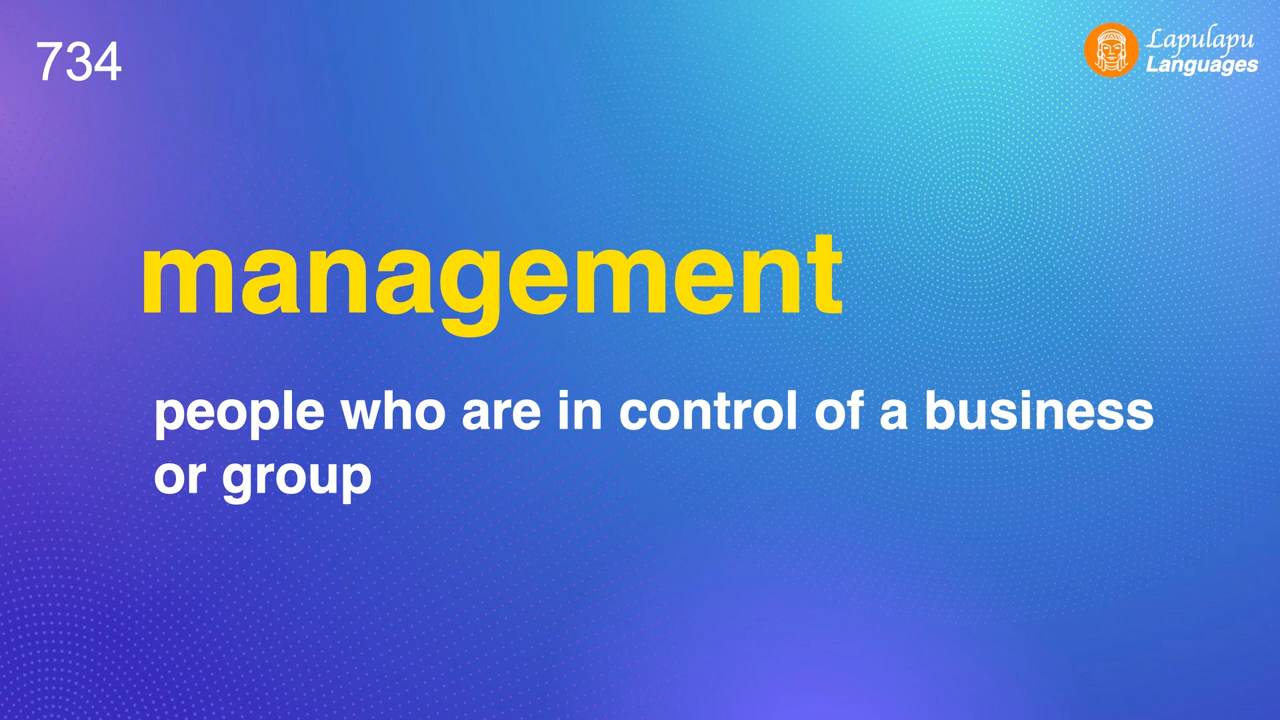 734
Lapulapu
Languages
management
people who are in control of a business
or group